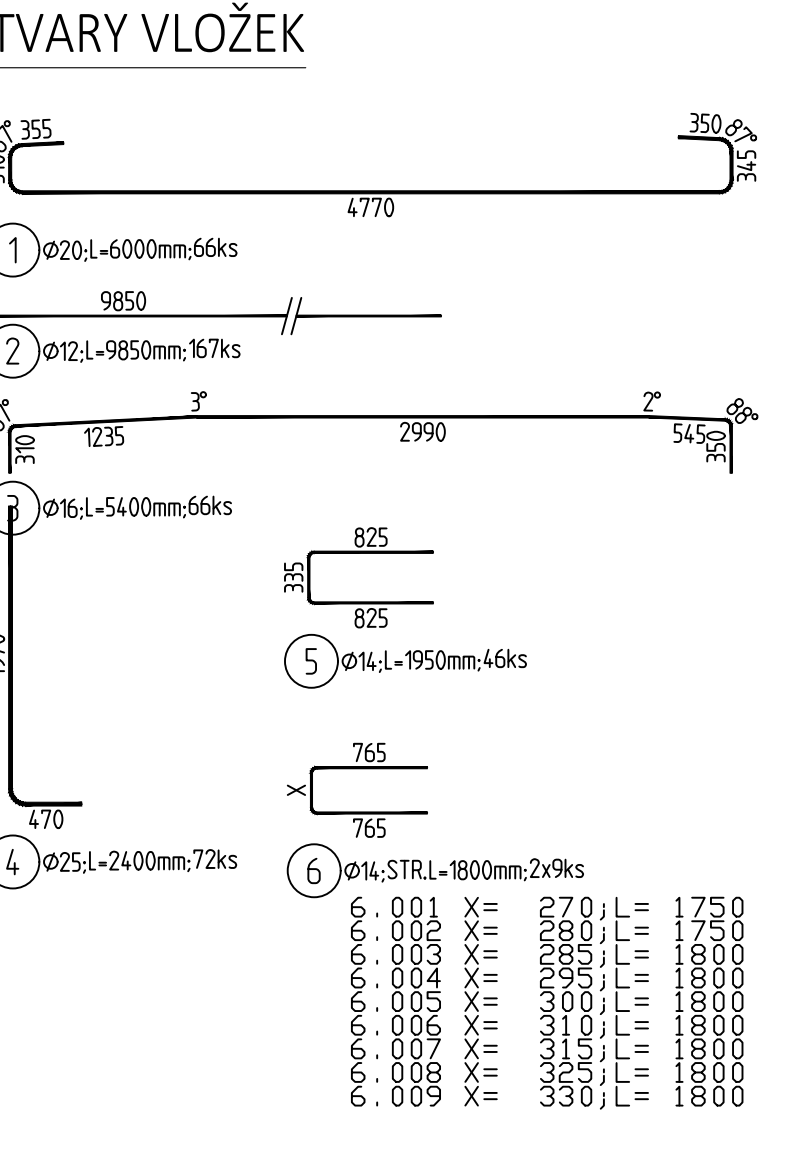 TVARY VLOŽEK
355
350 87°
345
4770
1 Ø20;L=6000mm;66ks
9850
2 Ø12;L=9850mm;167ks
3° 2° 88°
310 1235 2990 545 350
3 Ø16;L=5400mm;66ks
825
335
825
5 Ø14;L=1950mm;46ks
765
X
765
470
4 Ø25;L=2400mm;72ks
6 Ø14;STR.L=1800mm;2x9ks
6.001 X= 270;L= 1750
6.002 X= 280;L= 1750
6.003 X= 285;L= 1800
6.004 X= 295;L= 1800
6.005 X= 300;L= 1800
6.006 X= 310;L= 1800
6.007 X= 315;L= 1800
6.008 X= 325;L= 1800
6.009 X= 330;L= 1800